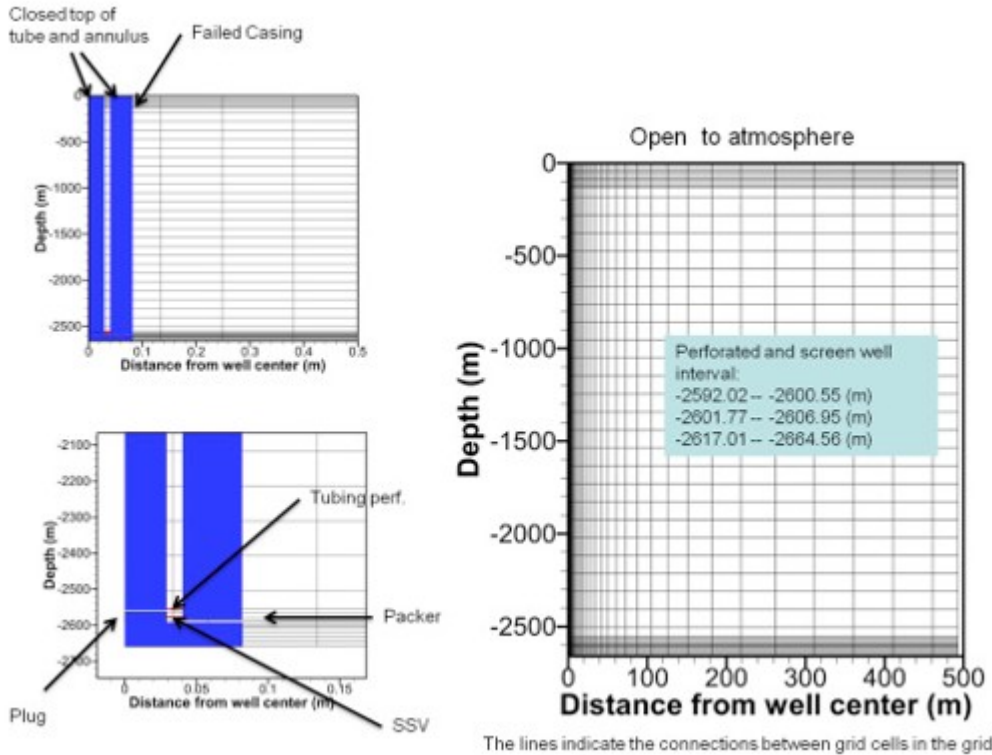 Closed top of
tube and annulus
Failed Casing
0
-500
-1000
-1500
-2000
-2500
Depth (m)
0 0.1 0.2 0.3 0.4 0.5
Distance from well center (m)
-2100
-2200
-2300
-2400
-2500
-2600
-2700
Depth (m)
0 0.05 0.1 0.15
Distance from well center (m)
Tubing perf.
Packer
Plug
SSV
Open to atmosphere
0
-500
-1000
-1500
-2000
-2500
Depth (m)
Perforated and screen well
interval:
-2592.02 -- -2600.55 (m)
-2601.77 -- -2606.95 (m)
-2617.01 -- -2664.56 (m)
0 100 200 300 400 500
Distance from well center (m)
The lines indicate the connections between grid cells in the grid